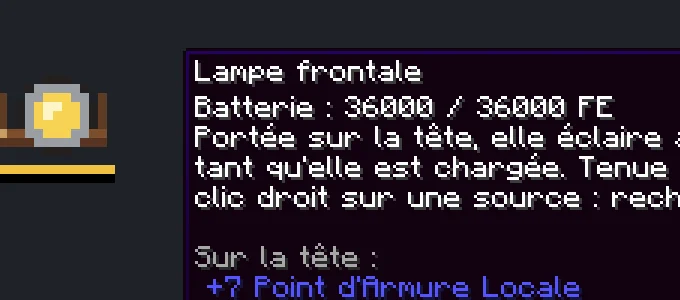 Lampe frontale
Batterie : 36000 / 36000 FE
Portée sur la tête, elle éclaire
tant qu'elle est chargée. Tenue
clic droit sur une source : rech
Sur la tête :
+7 Point d'Armure Locale